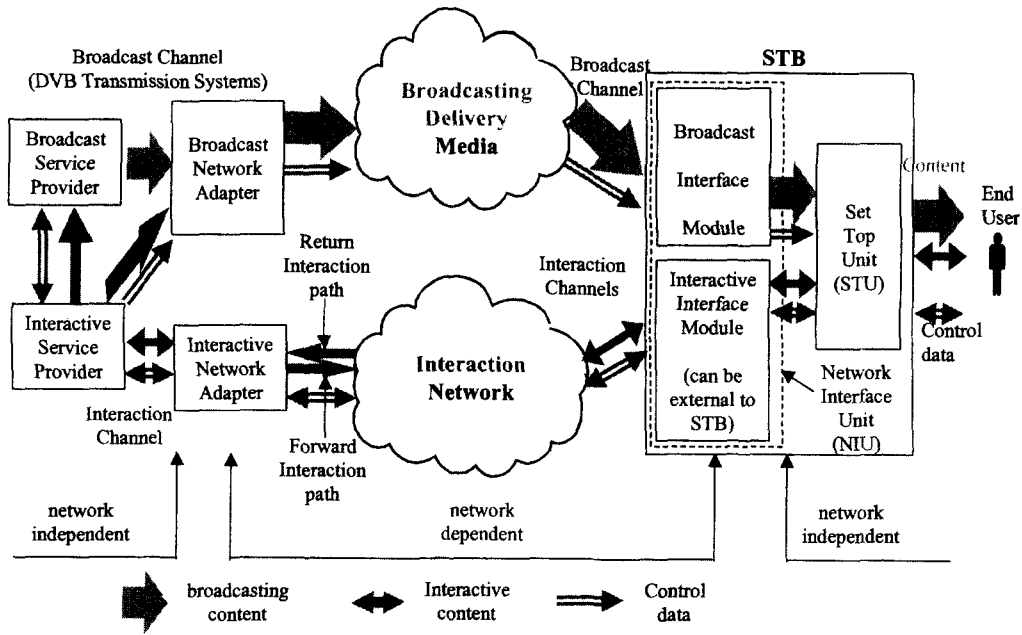 Broadcast Channel
(DVB Transmission Systems)
Broadcast
Service
Provider
Broadcast
Network
Adapter
Broadcasting
Delivery
Media
Broadcast
Channel
STB
Broadcast
Interface
Module
Set
Top
Unit
(STU)
Content
End
User
Interactive
Service
Provider
Interaction
Channel
Interactive
Network
Adapter
Return
Interaction
path
Forward
Interaction
path
Interaction
Network
Interaction
Channels
Interactive
Interface
Module
(can be
external to
STB)
Network
Interface
Unit
(NIU)
Control
data
network
independent
network
dependent
network
independent
broadcasting
content
Interactive
content
Control
data